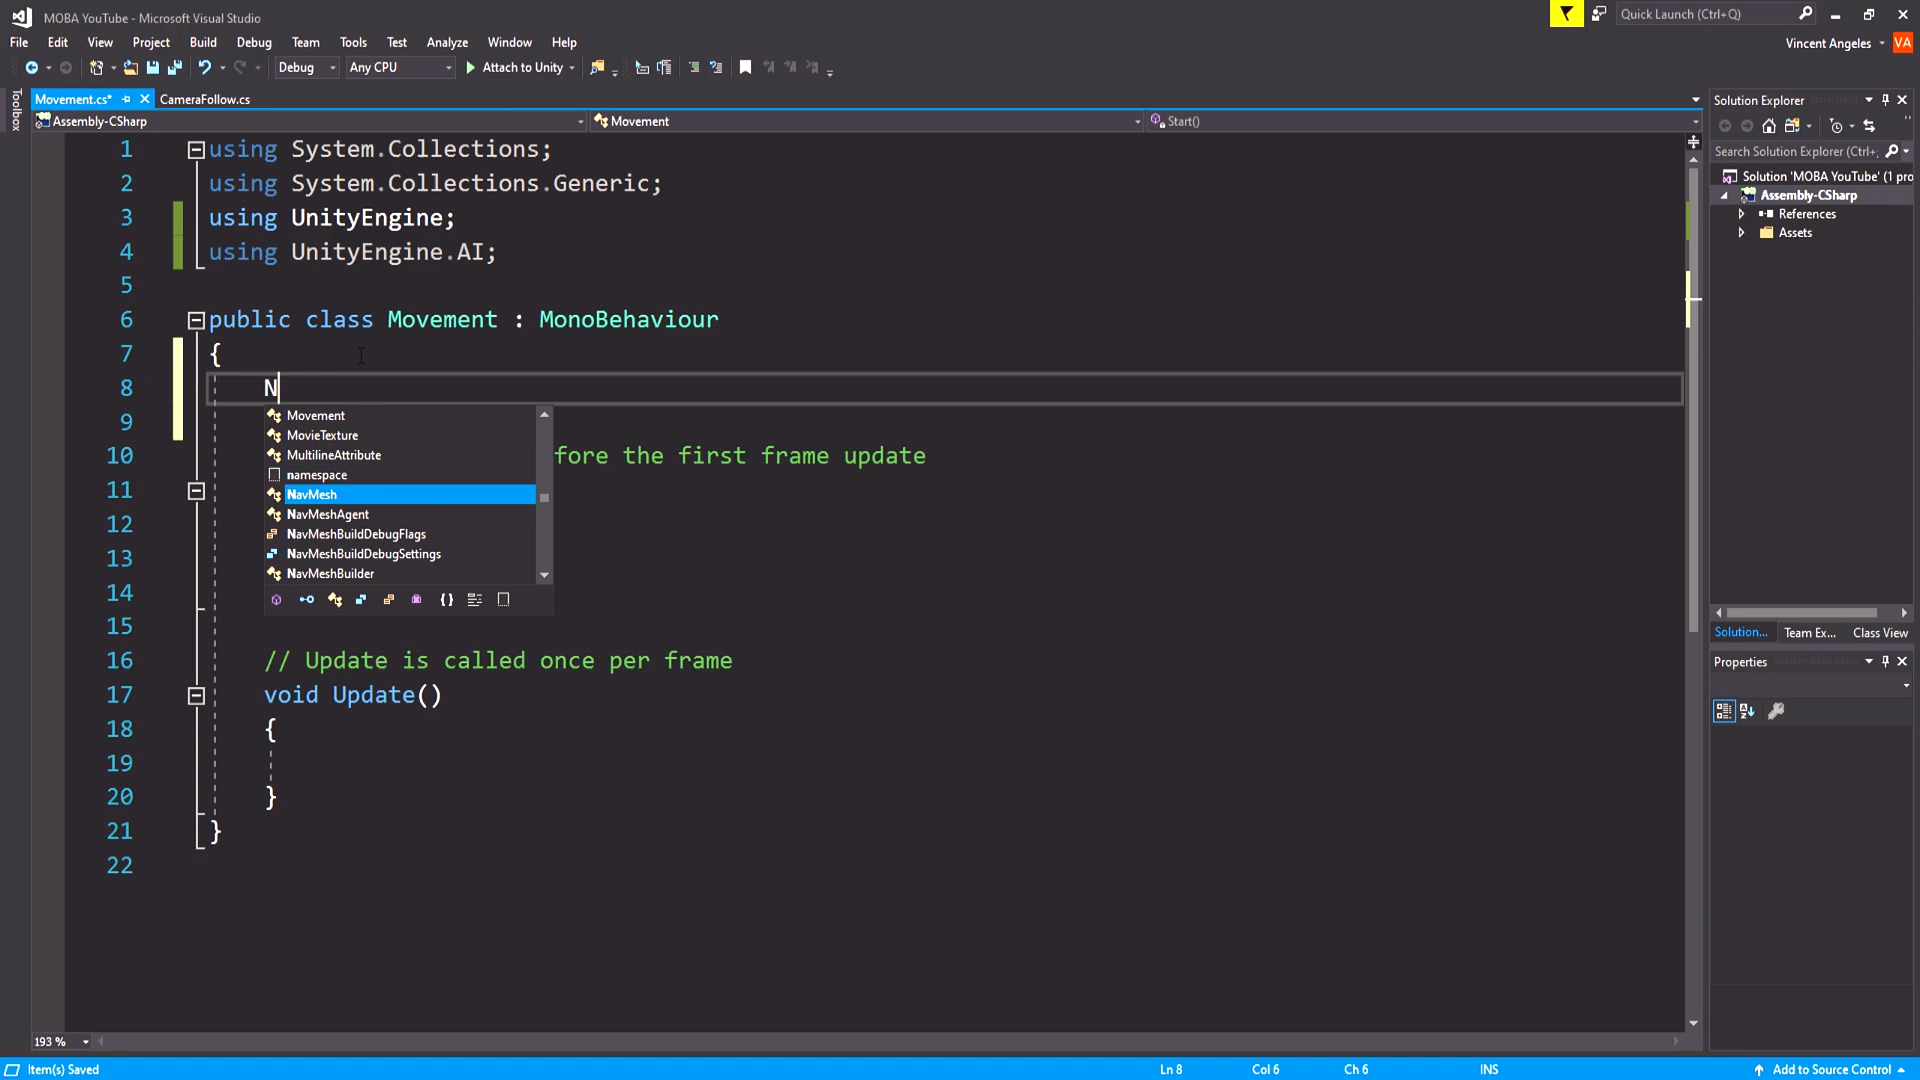 MOBA YouTube - Microsoft Visual Studio
Quick Launch (Ctrl+Q)
File Edit View Project Build Debug Team Tools Test Analyze Window Help
Vincent Angeles VA
Debug Any CPU Attach to Unity
Toolbox
Movement.cs* CameraFollow.cs
Assembly-CSharp Movement Start()
1 using System.Collections;
2 using System.Collections.Generic;
3 using UnityEngine;
4 using UnityEngine.AI;
5
6 public class Movement : MonoBehaviour
7 {
8 N
9
10 fore the first frame update
11
12
13
14
15
16 // Update is called once per frame
17 void Update()
18 {
19
20 }
21 }
22
Movement
MovieTexture
MultilineAttribute
namespace
NavMesh
NavMeshAgent
NavMeshBuildDebugFlags
NavMeshBuildDebugSettings
NavMeshBuilder
Solution Explorer
Search Solution Explorer (Ctrl+;
Solution 'MOBA YouTube' (1 pro
Assembly-CSharp
References
Assets
Solution... Team Ex... Class View
Properties
193 %
Item(s) Saved Ln 8 Col 6 Ch 6 INS Add to Source Control